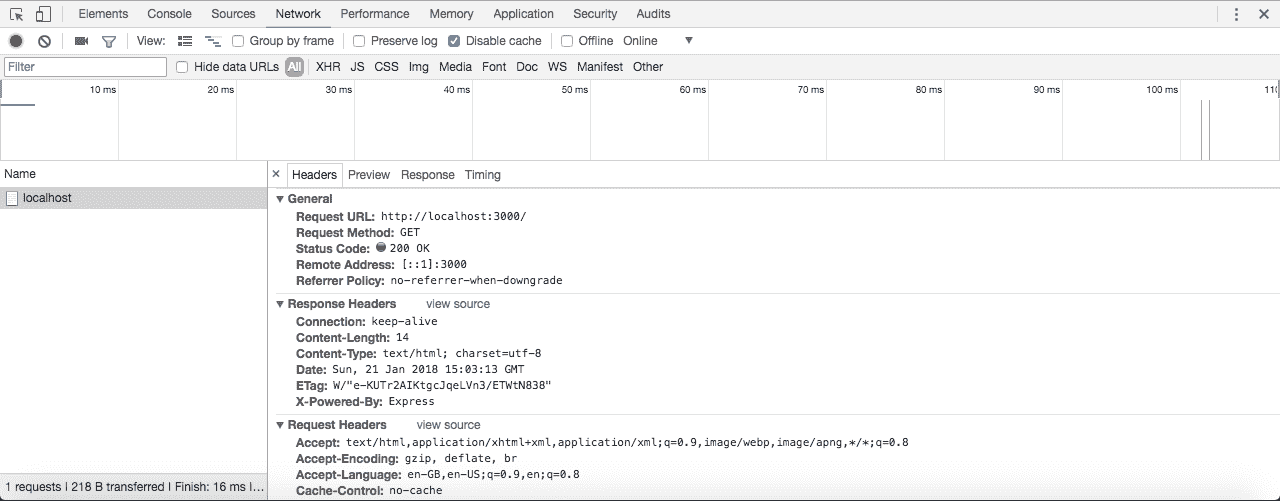 Elements Console Sources Network Performance Memory Application Security Audits
View: Group by frame Preserve log Disable cache Offline Online
Filter Hide data URLs All XHR JS CSS Img Media Font Doc WS Manifest Other
10 ms 20 ms 30 ms 40 ms 50 ms 60 ms 70 ms 80 ms 90 ms 100 ms 110
Name
localhost
Headers Preview Response Timing
General
Request URL: http://localhost:3000/
Request Method: GET
Status Code: 200 OK
Remote Address: [::1]:3000
Referrer Policy: no-referrer-when-downgrade
Response Headers view source
Connection: keep-alive
Content-Length: 14
Content-Type: text/html; charset=utf-8
Date: Sun, 21 Jan 2018 15:03:13 GMT
ETag: W/"e-KUTr2AIKtgcJqeLVn3/ETWtN838"
X-Powered-By: Express
Request Headers view source
Accept: text/html,application/xhtml+xml,application/xml;q=0.9,image/webp,image/apng,*/*;q=0.8
Accept-Encoding: gzip, deflate, br
Accept-Language: en-GB,en-US;q=0.9,en;q=0.8
Cache-Control: no-cache
1 requests | 218 B transferred | Finish: 16 ms |...